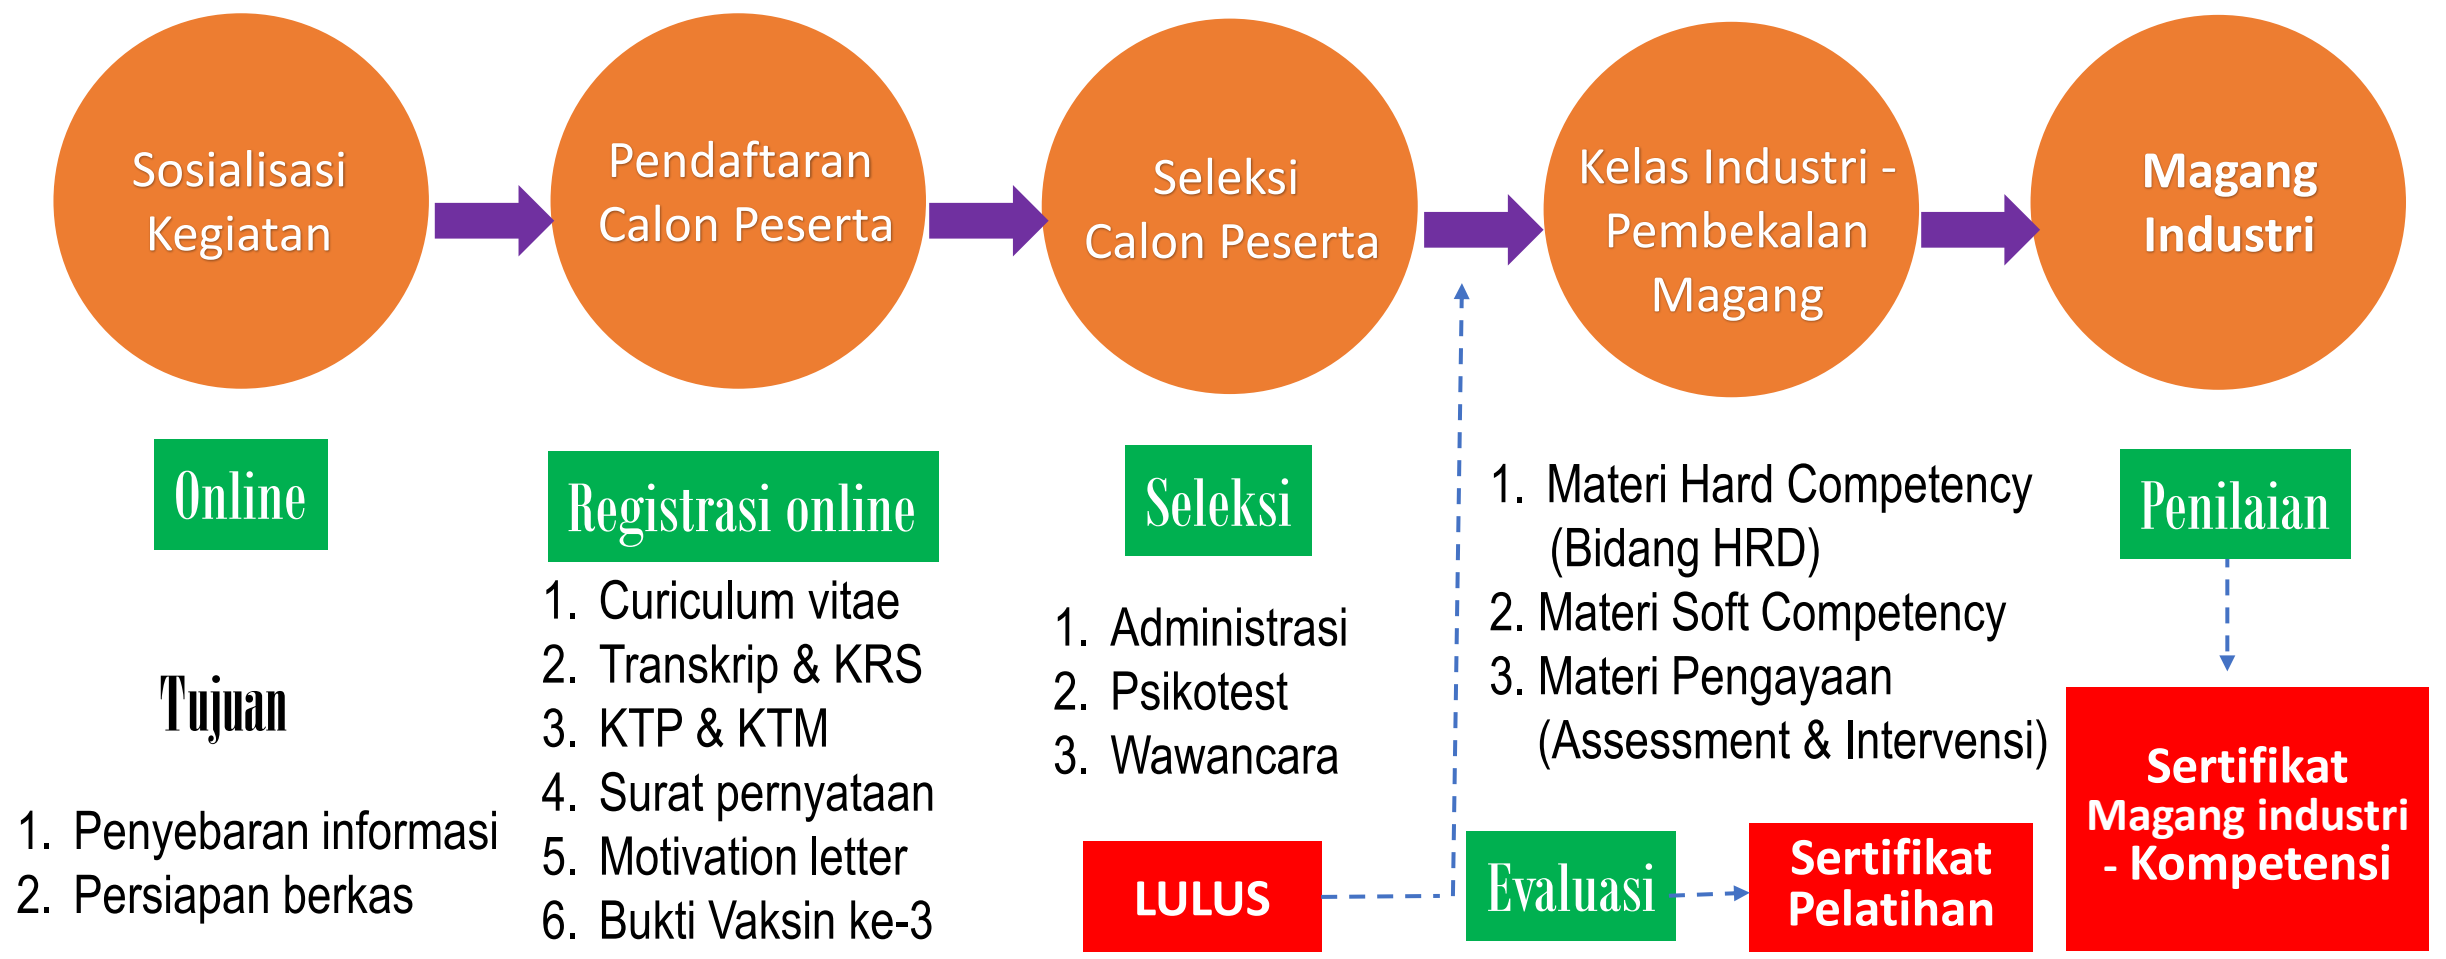 Sosialisasi
Kegiatan
Pendaftaran
Calon Peserta
Seleksi
Calon Peserta
Kelas Industri -
Pembekalan
Magang
Magang
Industri
Online
Tujuan
1. Penyebaran informasi
2. Persiapan berkas
Registrasi online
1. Curiculum vitae
2. Transkrip & KRS
3. KTP & KTM
4. Surat pernyataan
5. Motivation letter
6. Bukti Vaksin ke-3
Seleksi
1. Administrasi
2. Psikotest
3. Wawancara
LULUS
1. Materi Hard Competency
(Bidang HRD)
2. Materi Soft Competency
3. Materi Pengayaan
(Assessment & Intervensi)
Evaluasi
Sertifikat
Pelatihan
Penilaian
Sertifikat
Magang industri
- Kompetensi